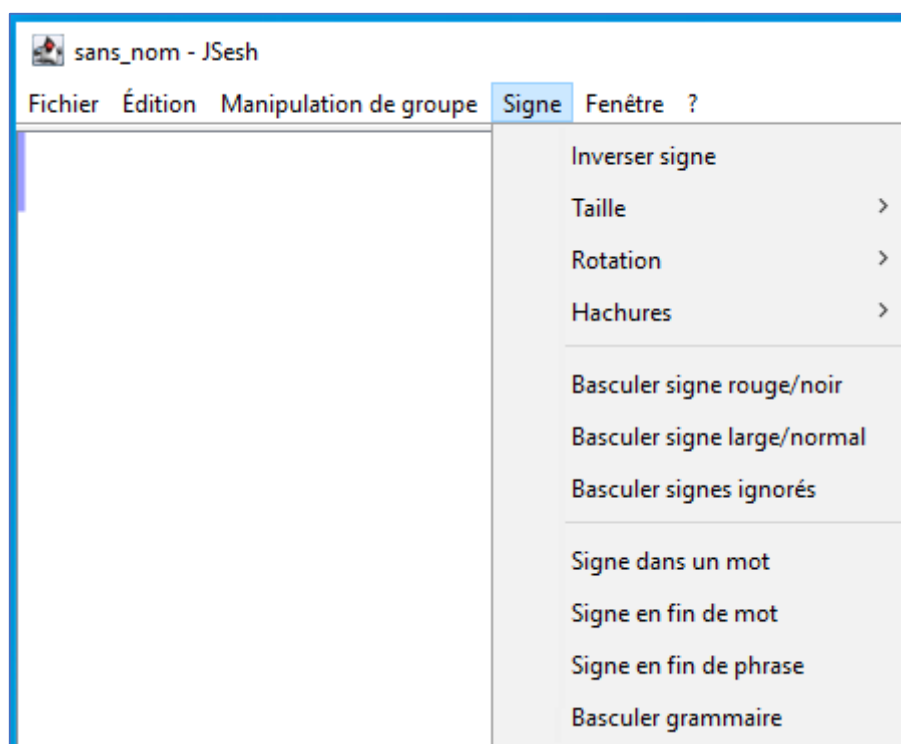 sans_nom - JSesh
Fichier Édition Manipulation de groupe Signe Fenêtre ?
Inverser signe
Taille
Rotation
Hachures
Basculer signe rouge/noir
Basculer signe large/normal
Basculer signes ignorés
Signe dans un mot
Signe en fin de mot
Signe en fin de phrase
Basculer grammaire